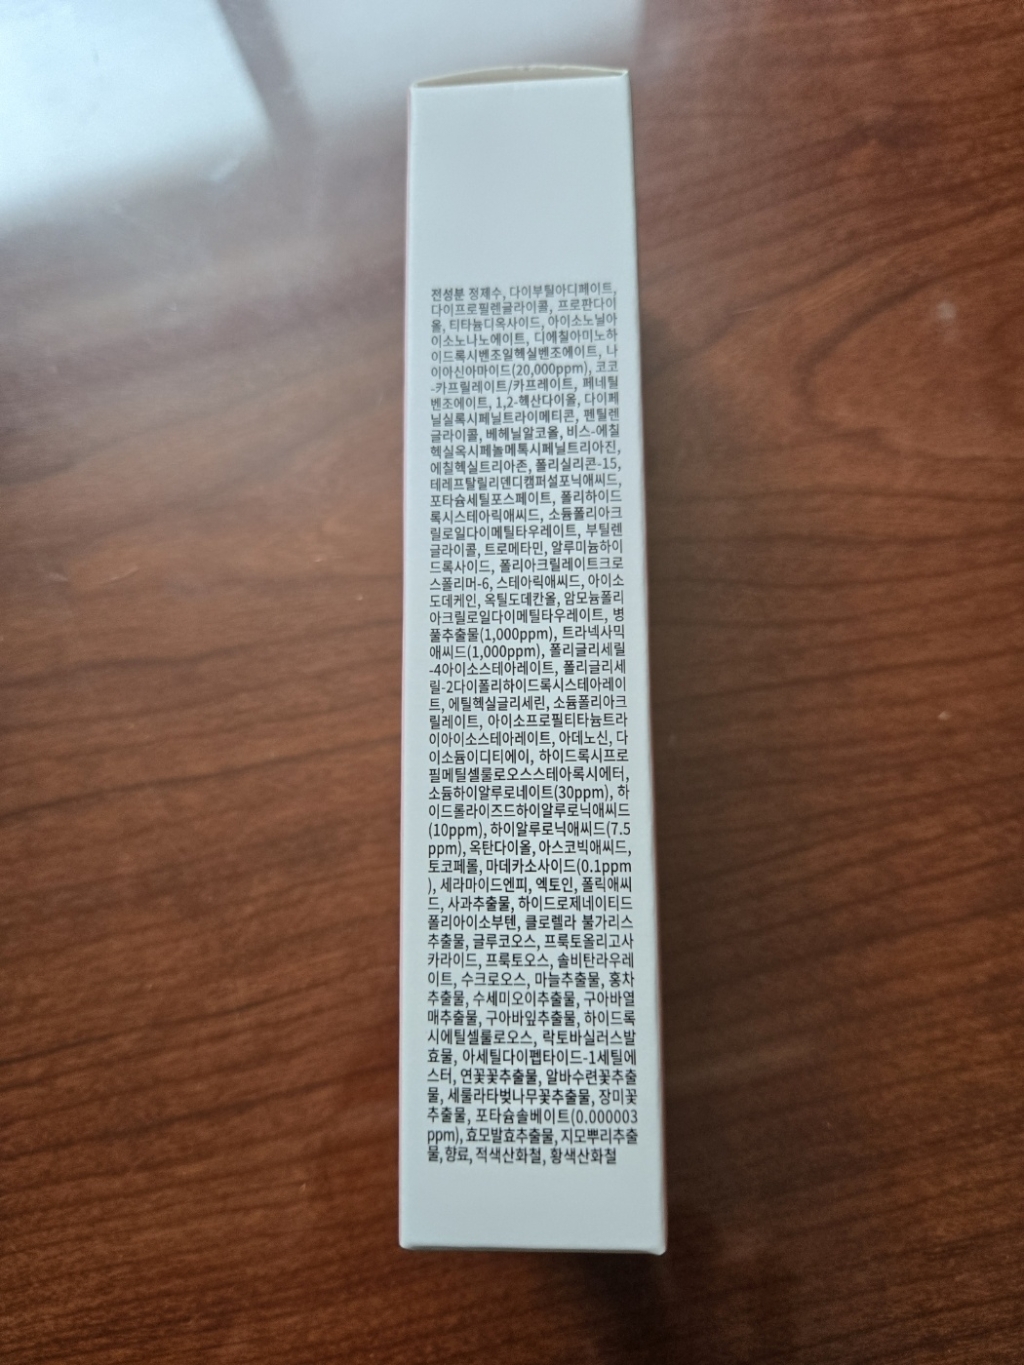 전성분 정제수, 다이부틸아디페이트,
다이프로필렌글라이콜, 프로판다이
올, 티타늄디옥사이드, 아이소노닐아
이소노나노에이트, 디에칠아미노하
이드록시벤조일헥실벤조에이트, 나
이아신아마이드(20,000ppm), 코코
-카프릴레이트/카프레이트, 페네틸
벤조에이트, 1,2-헥산다이올, 다이페
닐실록시페닐트라이메티콘, 펜틸렌
글라이콜, 베헤닐알코올, 비스-에칠
헥실옥시페놀메톡시페닐트리아진,
에칠헥실트리아존, 폴리실리콘-15,
테레프탈릴리덴디캠퍼설포닉애씨드,
포타슘세틸포스페이트, 폴리하이드
록시스테아릭애씨드, 소듐폴리아크
릴로일다이메틸타우레이트, 부틸렌
글라이콜, 트로메타민, 알루미늄하이
드록사이드, 폴리아크릴레이트크로
스폴리머-6, 스테아릭애씨드, 아이소
도데케인, 옥틸도데칸올, 암모늄폴리
아크릴로일다이메틸타우레이트, 병
풀추출물(1,000ppm), 트라넥사믹
애씨드(1,000ppm), 폴리글리세릴
-4아이소스테아레이트, 폴리글리세
릴-2다이폴리하이드록시스테아레이
트, 에틸헥실글리세린, 소듐폴리아크
릴레이트, 아이소프로필티타늄트라
이아이소스테아레이트, 아데노신, 다
이소듐이디티에이, 하이드록시프로
필메틸셀룰로오스스테아록시에터,
소듐하이알루로네이트(30ppm), 하
이드롤라이즈드하이알루로닉애씨드
(10ppm), 하이알루로닉애씨드(7.5
ppm), 옥탄다이올, 아스코빅애씨드,
토코페롤, 마데카소사이드(0.1ppm
), 세라마이드엔피, 엑토인, 폴릭애씨
드, 사과추출물, 하이드로제네이티드
폴리아이소부텐, 클로렐라 불가리스
추출물, 글루코오스, 프룩토올리고사
카라이드, 프룩토오스, 솔비탄라우레
이트, 수크로오스, 마늘추출물, 홍차
추출물, 수세미오이추출물, 구아바열
매추출물, 구아바잎추출물, 하이드록
시에틸셀룰로오스, 락토바실러스발
효물, 아세틸다이펩타이드-1세틸에
스터, 연꽃꽃추출물, 알바수련꽃추출
물, 세룰라타벚나무꽃추출물, 장미꽃
추출물, 포타슘솔베이트(0.000003
ppm), 효모발효추출물, 지모뿌리추출
물, 향료, 적색산화철, 황색산화철